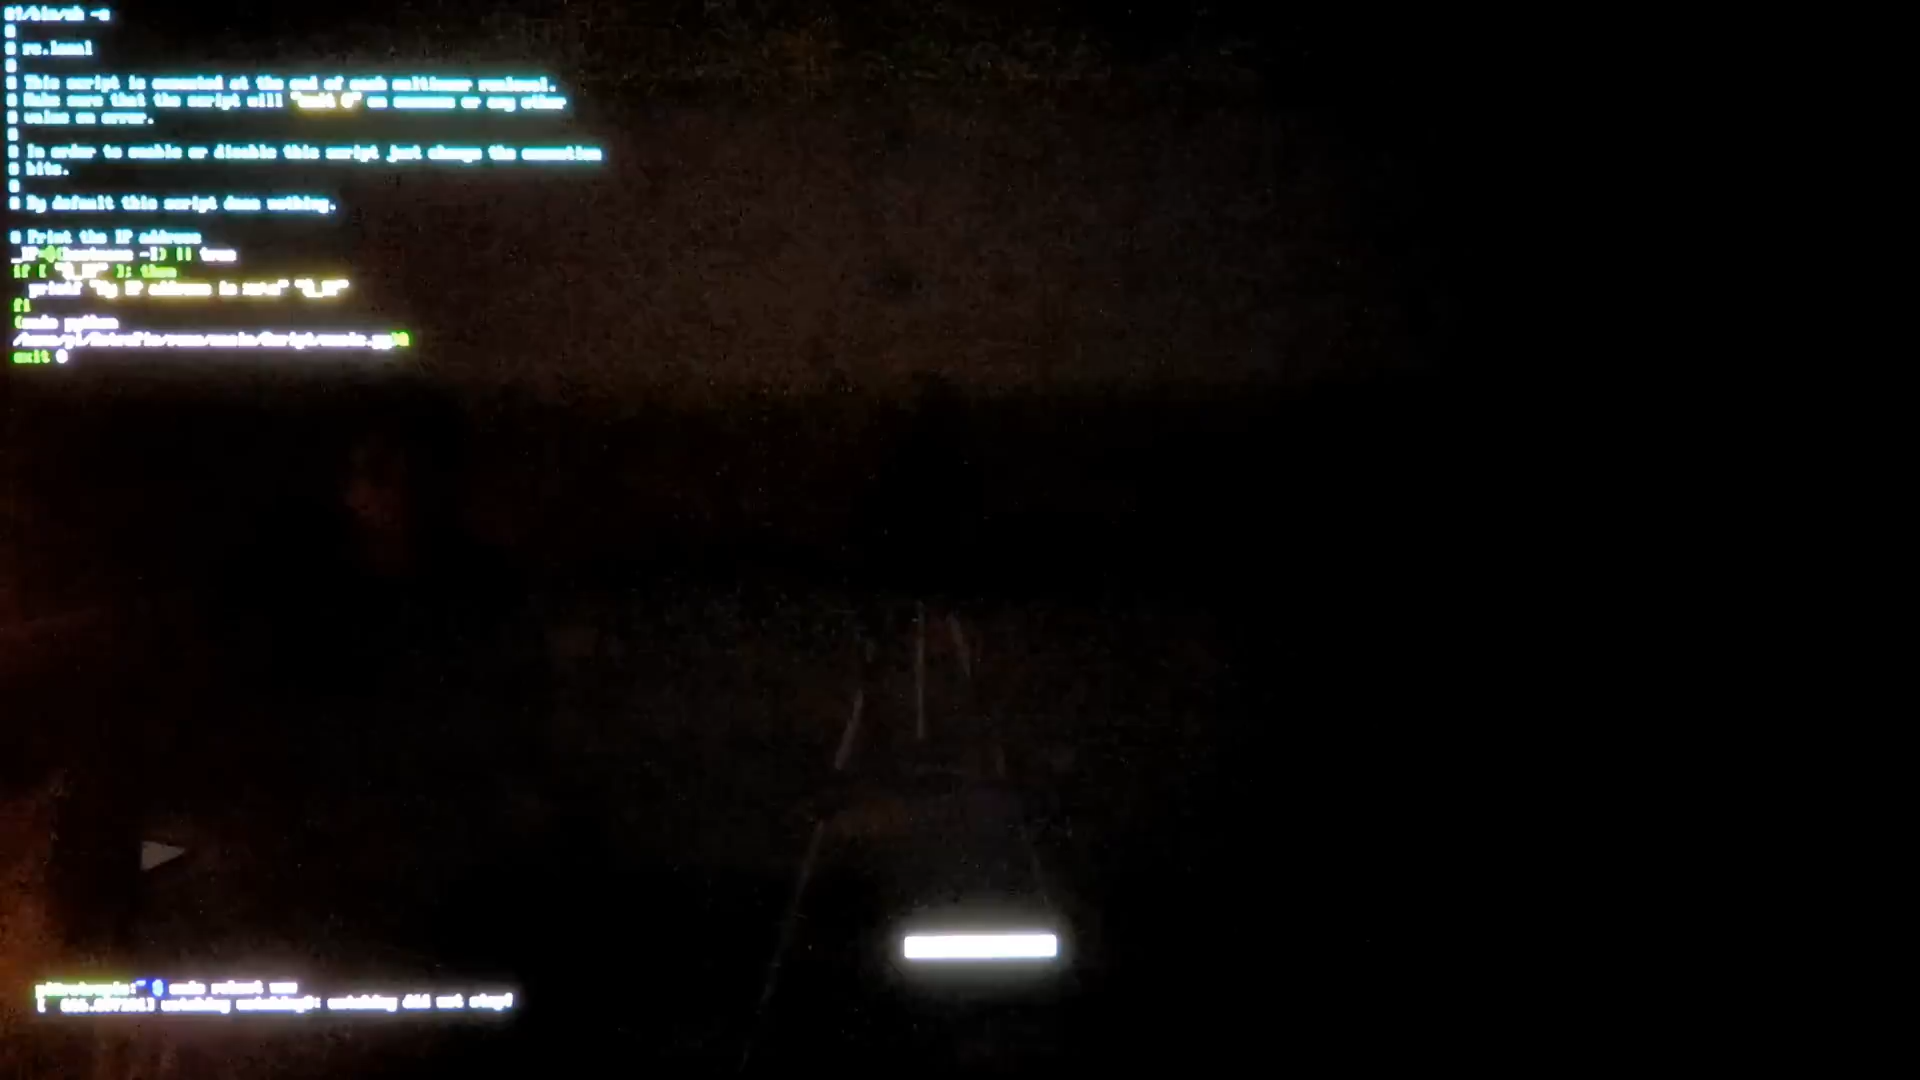 #!/bin/sh -e
#
# rc.local
#
# This script is executed at the end of each multiuser runlevel.
# Make sure that the script will "exit 0" on success or any other
# value on error.
#
# In order to enable or disable this script just change the execution
# bits.
#
# By default this script does nothing.
# Print the IP address
_IP=$(hostname -I) || true
if [ "$_IP" ]; then
printf "My IP address is %s\n" "$_IP"
fi
(sudo python
exit 0
sudo reboot now
watchdog did not stop!